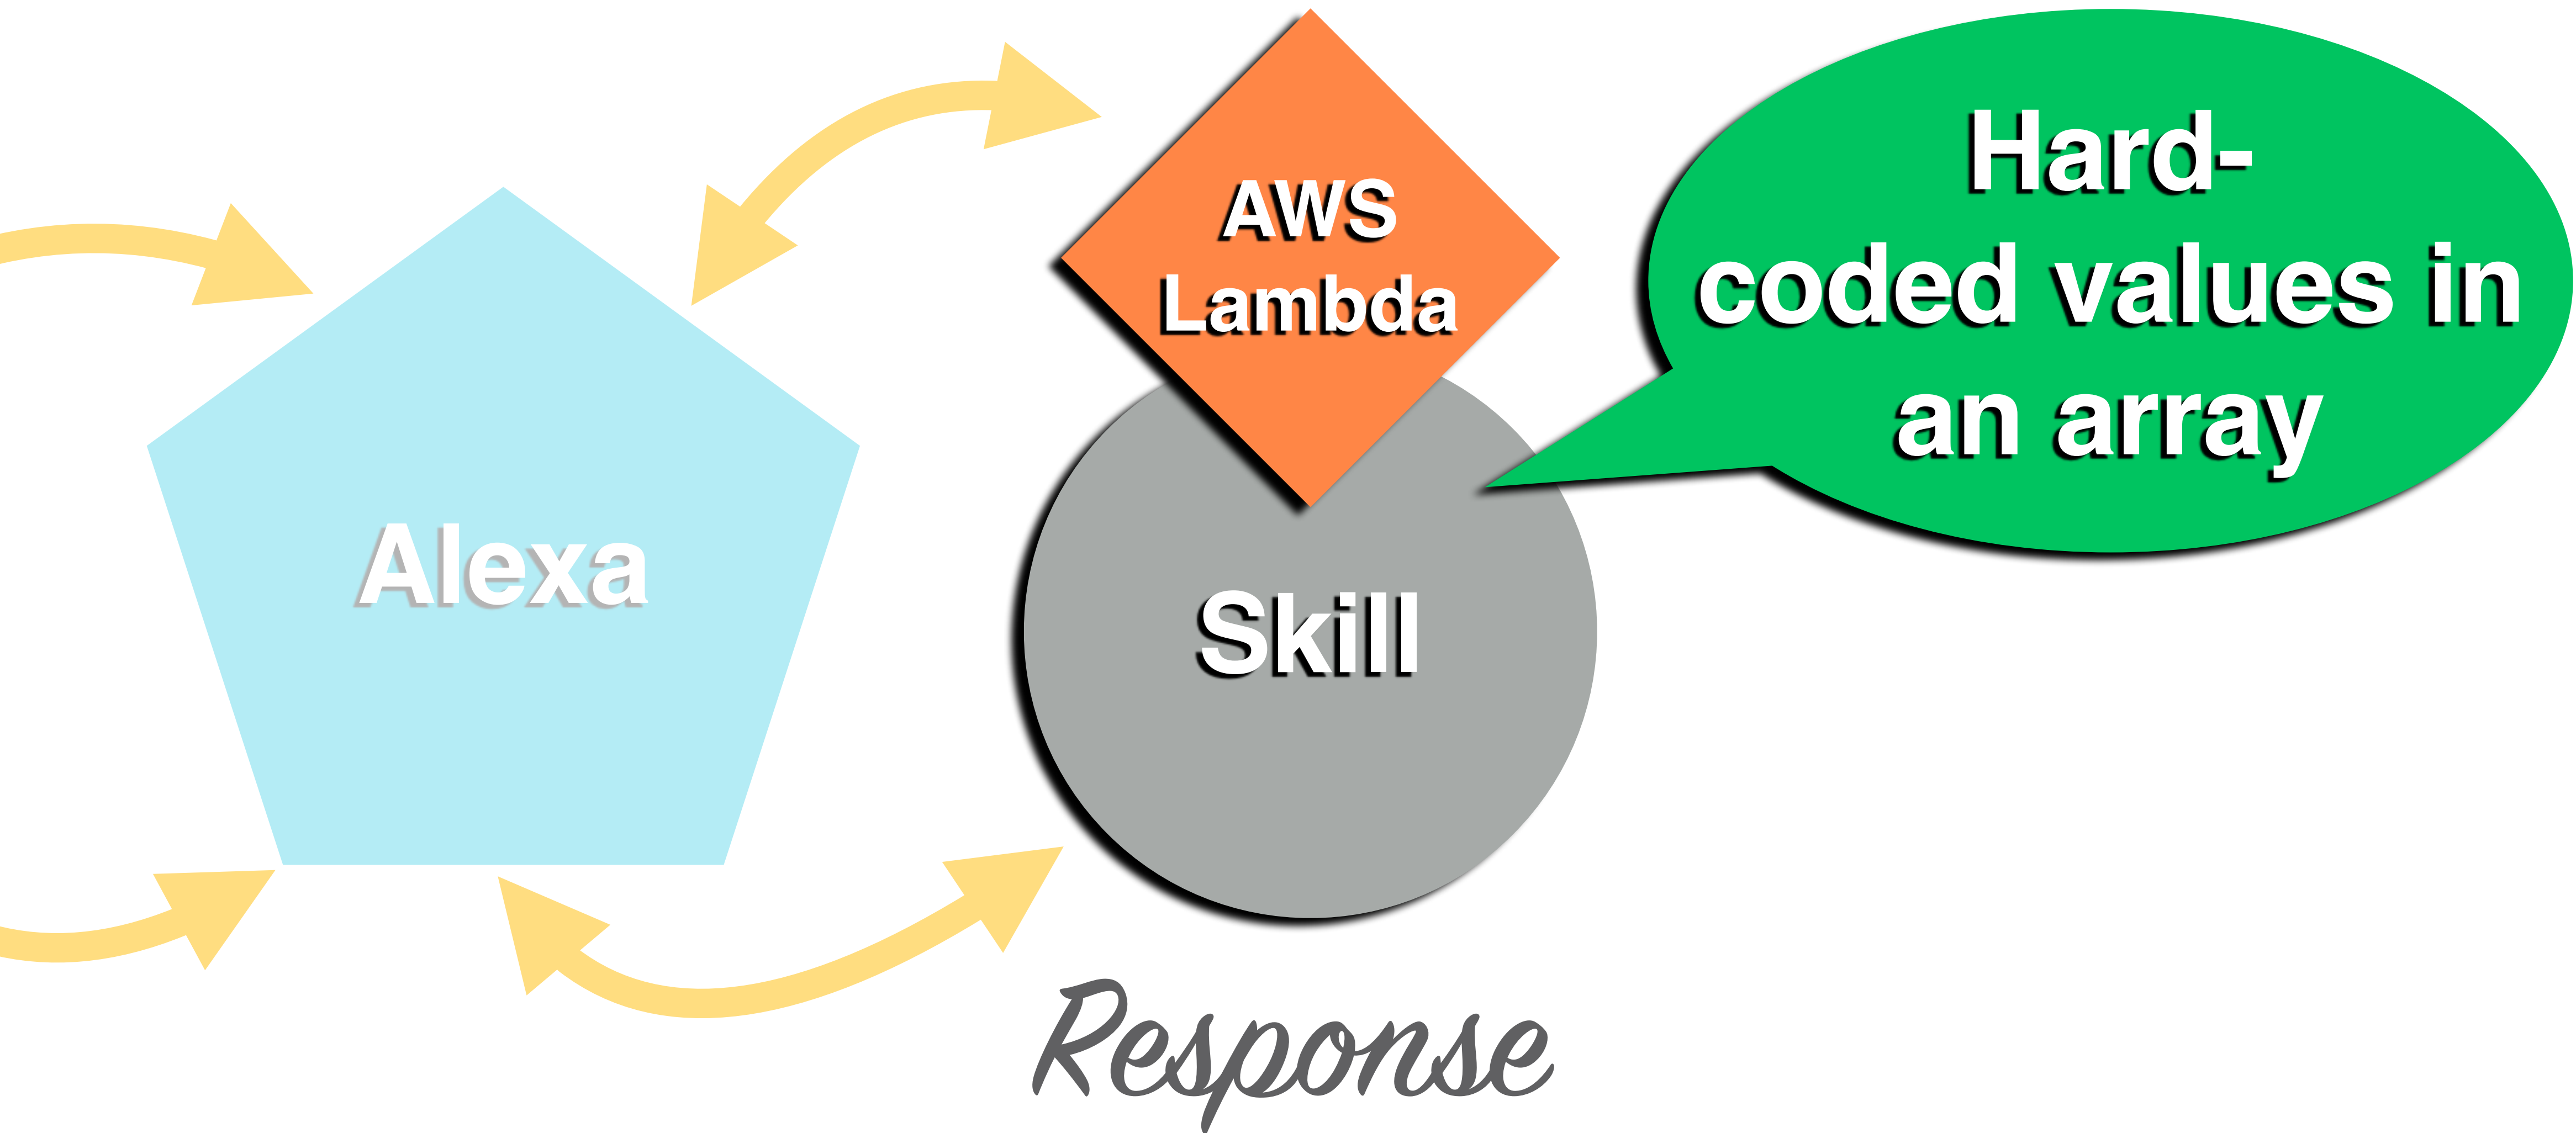 Alexa
AWS
Lambda
Skill
Hard-
coded values in
an array
Response